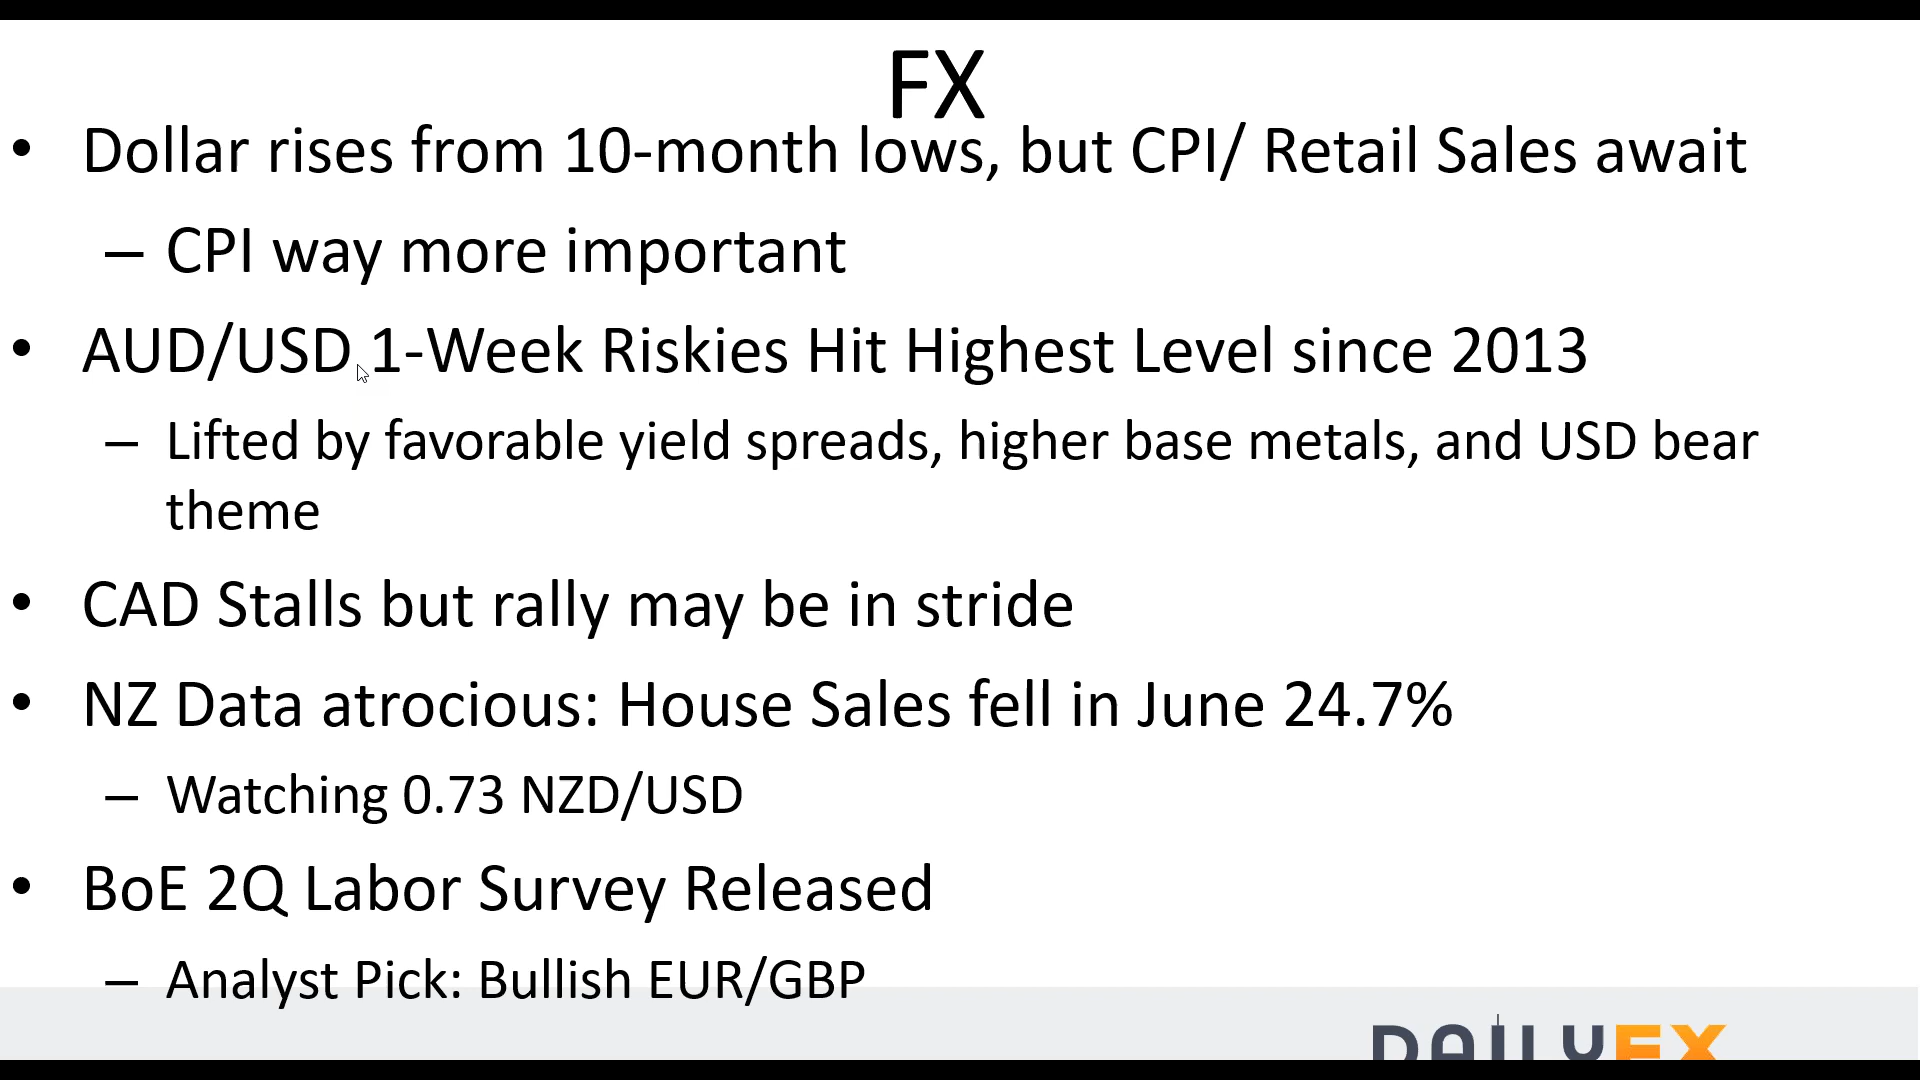 FX
• Dollar rises from 10-month lows, but CPI/ Retail Sales await
– CPI way more important
• AUD/USD 1-Week Riskies Hit Highest Level since 2013
– Lifted by favorable yield spreads, higher base metals, and USD bear
theme
• CAD Stalls but rally may be in stride
• NZ Data atrocious: House Sales fell in June 24.7%
– Watching 0.73 NZD/USD
• BoE 2Q Labor Survey Released
– Analyst Pick: Bullish EUR/GBP
DAILYFX